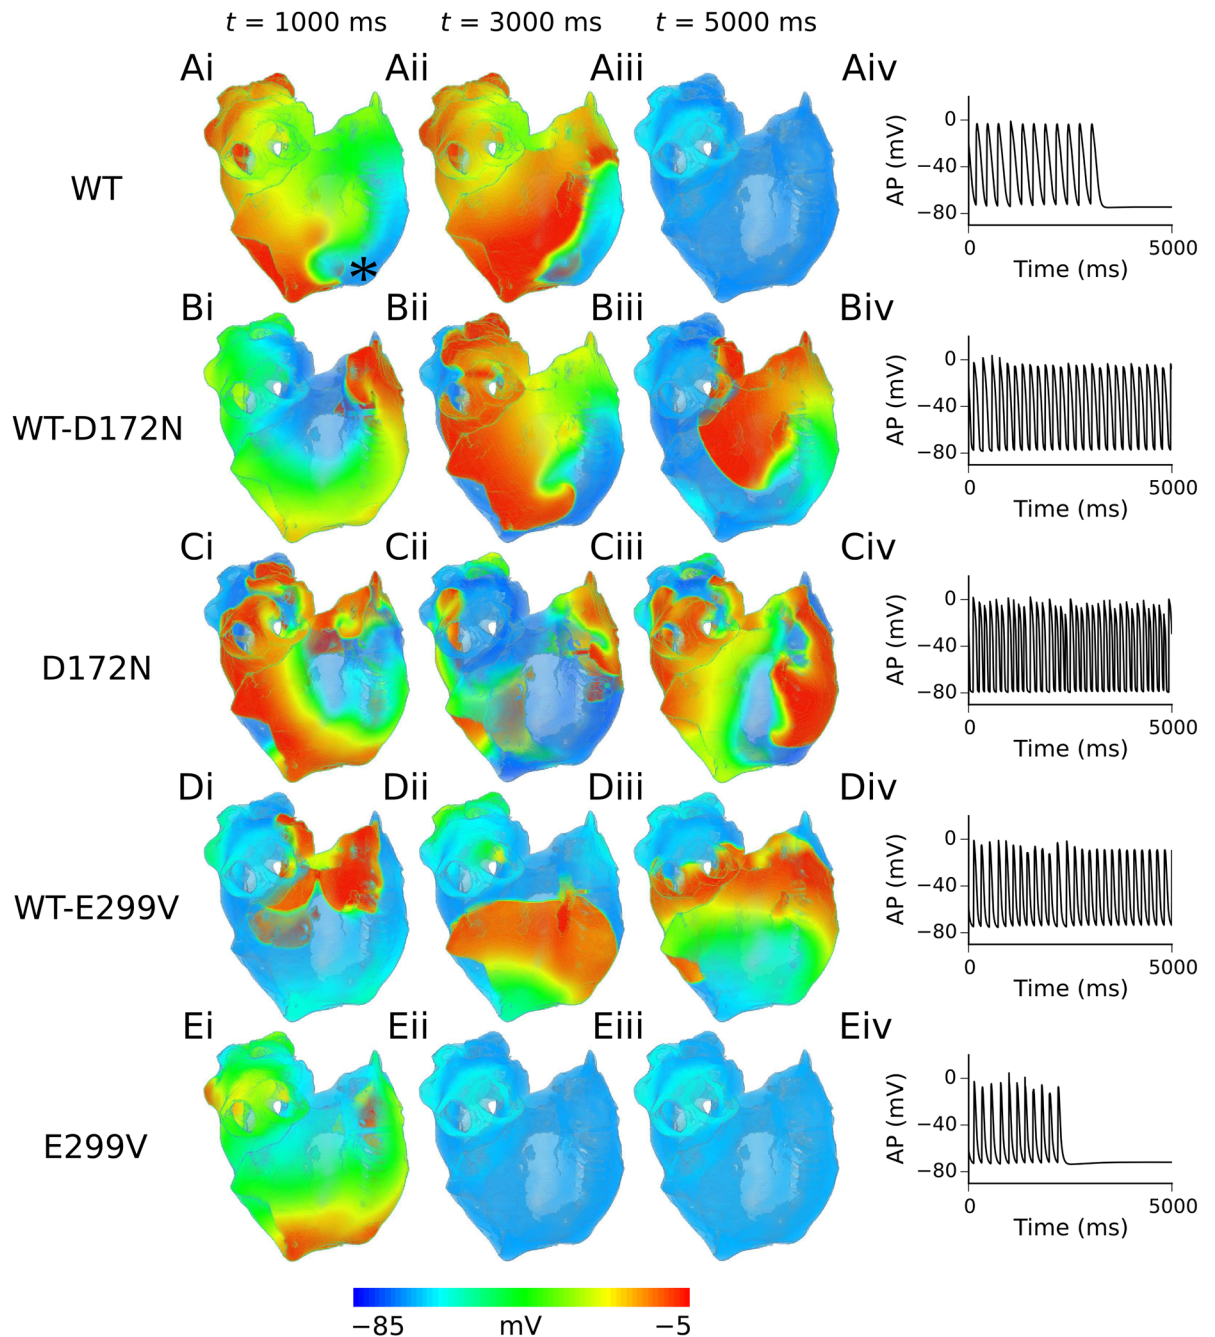 t = 1000 ms t = 3000 ms t = 5000 ms
Ai Aii Aiii Aiv
WT
*
AP (mV)
0
−40
−80
0 5000
Time (ms)
Bi Bii Biii Biv
WT-D172N
AP (mV)
0
−40
−80
0 5000
Time (ms)
Ci Cii Ciii Civ
D172N
AP (mV)
0
−40
−80
0 5000
Time (ms)
Di Dii Diii Div
WT-E299V
AP (mV)
0
−40
−80
0 5000
Time (ms)
Ei Eii Eiii Eiv
E299V
AP (mV)
0
−40
−80
0 5000
Time (ms)
−85 mV −5